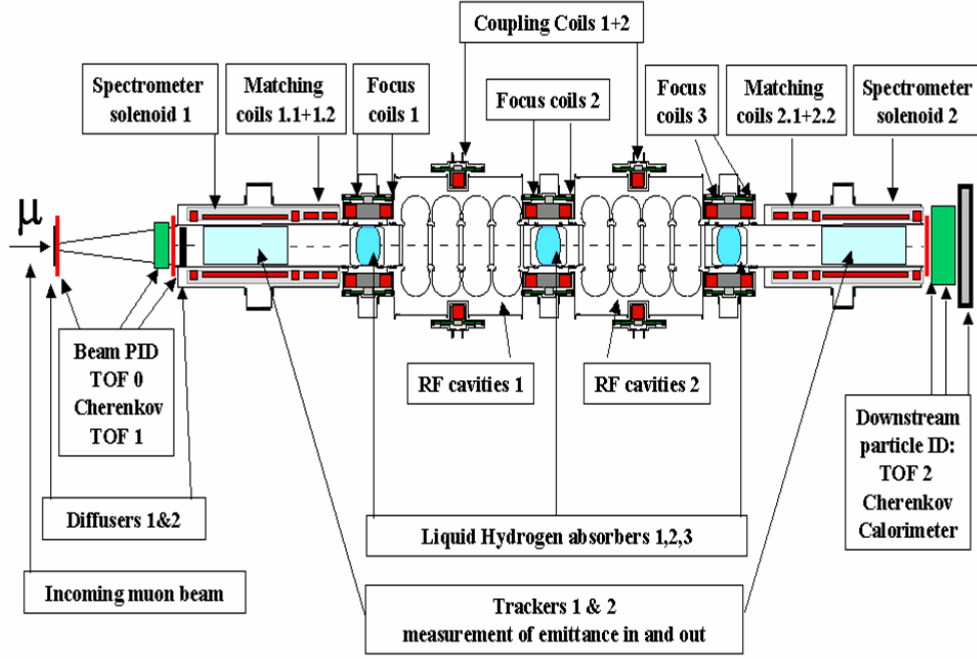 Coupling Coils 1+2
Spectrometer
solenoid 1
Matching
coils 1.1+1.2
Focus
coils 1
Focus coils 2
Focus
coils 3
Matching
coils 2.1+2.2
Spectrometer
solenoid 2
μ
Beam PID
TOF 0
Cherenkov
TOF 1
RF cavities 1
RF cavities 2
Downstream
particle ID:
TOF 2
Cherenkov
Calorimeter
Diffusers 1&2
Liquid Hydrogen absorbers 1,2,3
Incoming muon beam
Trackers 1 & 2
measurement of emittance in and out